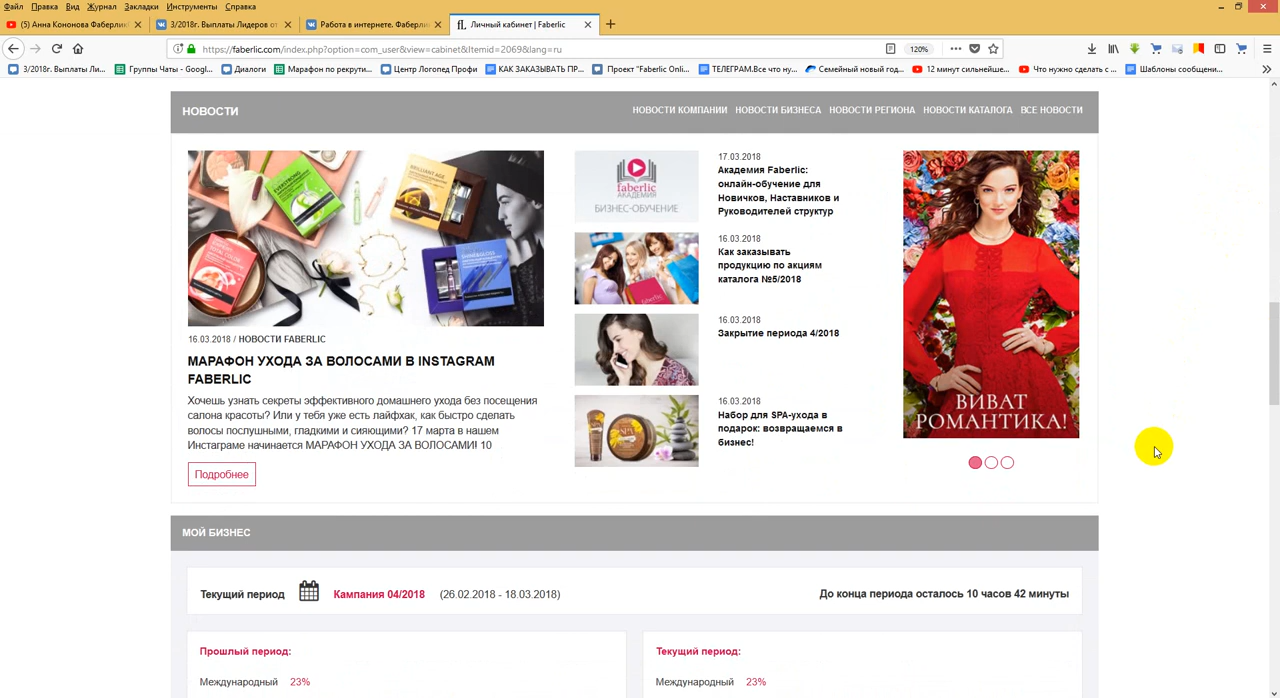 Файл Правка Вид Журнал Закладки Инструменты Справка
(5) Анна Кононова Фаберлик
3/2018г. Выплаты Лидеров от
Работа в интернете. Фаберли
Личный кабинет | Faberlic
https://faberlic.com/index.php?option=com_user&view=cabinet&Itemid=2069&lang=ru
120%
3/2018г. Выплаты Ли...
Группы Чаты - Googl...
Диалоги
Марафон по рекрути...
Центр Логопед Профи
КАК ЗАКАЗЫВАТЬ ПР...
Проект "Faberlic Onli...
ТЕЛЕГРАМ.Все что ну...
Семейный новый год...
12 минут сильнейше...
Что нужно сделать с ...
Шаблоны сообщени...
НОВОСТИ
НОВОСТИ КОМПАНИИ НОВОСТИ БИЗНЕСА НОВОСТИ РЕГИОНА НОВОСТИ КАТАЛОГА ВСЕ НОВОСТИ
16.03.2018 / НОВОСТИ FABERLIC
МАРАФОН УХОДА ЗА ВОЛОСАМИ В INSTAGRAM
FABERLIC
Хочешь узнать секреты эффективного домашнего ухода без посещения
салона красоты? Или у тебя уже есть лайфхак, как быстро сделать
волосы послушными, гладкими и сияющими? 17 марта в нашем
Инстаграме начинается МАРАФОН УХОДА ЗА ВОЛОСАМИ! 10
Подробнее
faberlic
АКАДЕМИЯ
БИЗНЕС-ОБУЧЕНИЕ
17.03.2018
Академия Faberlic:
онлайн-обучение для
Новичков, Наставников и
Руководителей структур
16.03.2018
Как заказывать
продукцию по акциям
каталога №5/2018
16.03.2018
Закрытие периода 4/2018
16.03.2018
Набор для SPA-ухода в
подарок: возвращаемся в
бизнес!
ВИВАТ
РОМАНТИКА!
МОЙ БИЗНЕС
Текущий период Кампания 04/2018 (26.02.2018 - 18.03.2018)
До конца периода осталось 10 часов 42 минуты
Прошлый период:
Международный 23%
Текущий период:
Международный 23%